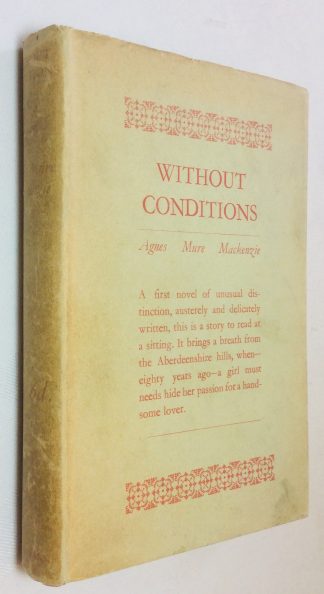 WITHOUT
CONDITIONS
Agnes Mure Mackenzie
A first novel of unusual dis-
tinction, austerely and delicately
written, this is a story to read at
a sitting. It brings a breath from
the Aberdeenshire hills, when—
eighty years ago—a girl must
needs hide her passion for a hand-
some lover.
6d.